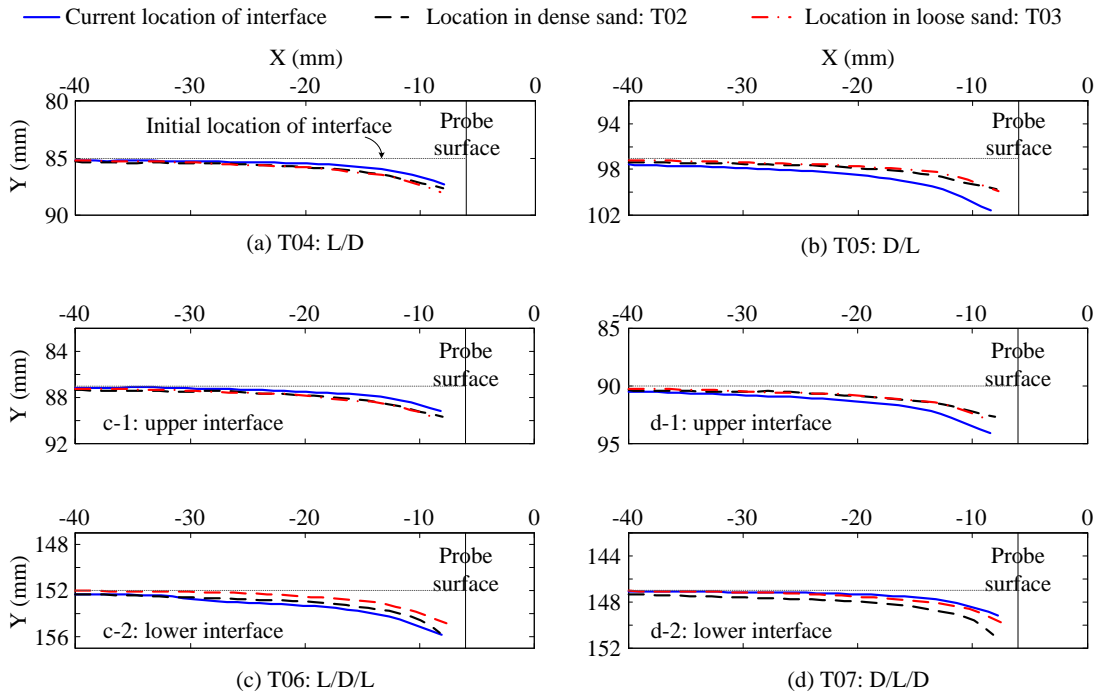 Current location of interface Location in dense sand: T02 Location in loose sand: T03
X (mm) X (mm)
-40 -30 -20 -10 0 -40 -30 -20 -10 0
80 85 90
Y (mm)
Initial location of interface
Probe
surface
(a) T04: L/D
94 98 102
Probe
surface
(b) T05: D/L
-40 -30 -20 -10 0 -40 -30 -20 -10 0
84 88 92
Y (mm)
Probe
surface
c-1: upper interface
85 90 95
Probe
surface
d-1: upper interface
-40 -30 -20 -10 0 -40 -30 -20 -10 0
148 152 156
Y (mm)
Probe
surface
c-2: lower interface
(c) T06: L/D/L
144 148 152
Probe
surface
d-2: lower interface
(d) T07: D/L/D